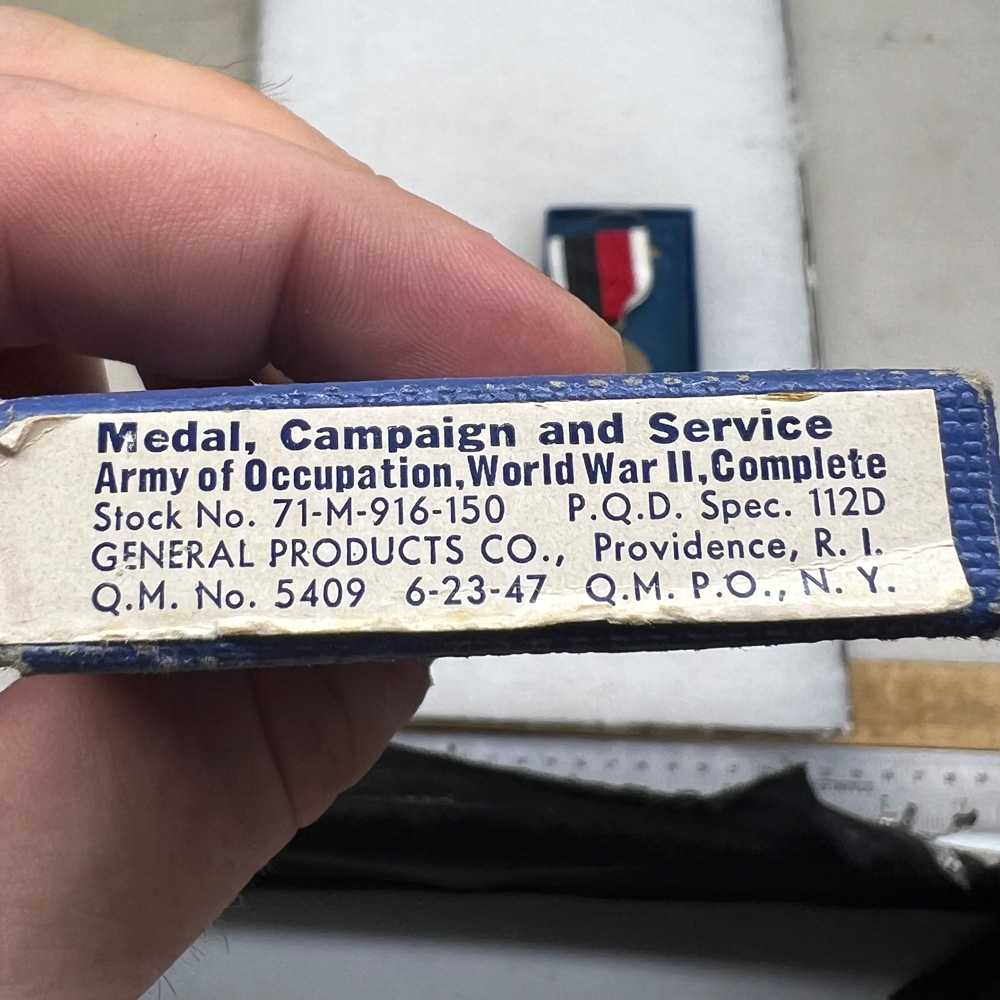 Medal, Campaign and Service
Army of Occupation, World War II, Complete
Stock No. 71-M-916-150 P.Q.D. Spec. 112D
GENERAL PRODUCTS CO., Providence, R. I.
Q.M. No. 5409 6-23-47 Q.M. P.O., N. Y.